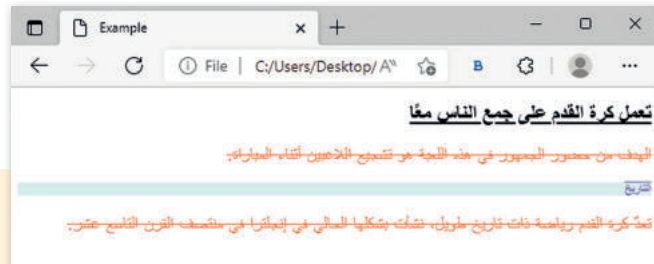 Example
File | C:/Users/Desktop/ A
B
تعمل كرة القدم على جمع الناس معًا
الهدف من حضور الجمهور في هذه اللعبة هو تشجيع اللاعبين أثناء المباراة.
التاريخ
تعدّ كرة القدم رياضة ذات تاريخ طويل، نشأت بشكلها الحالي في إنجلترا في منتصف القرن التاسع عشر.